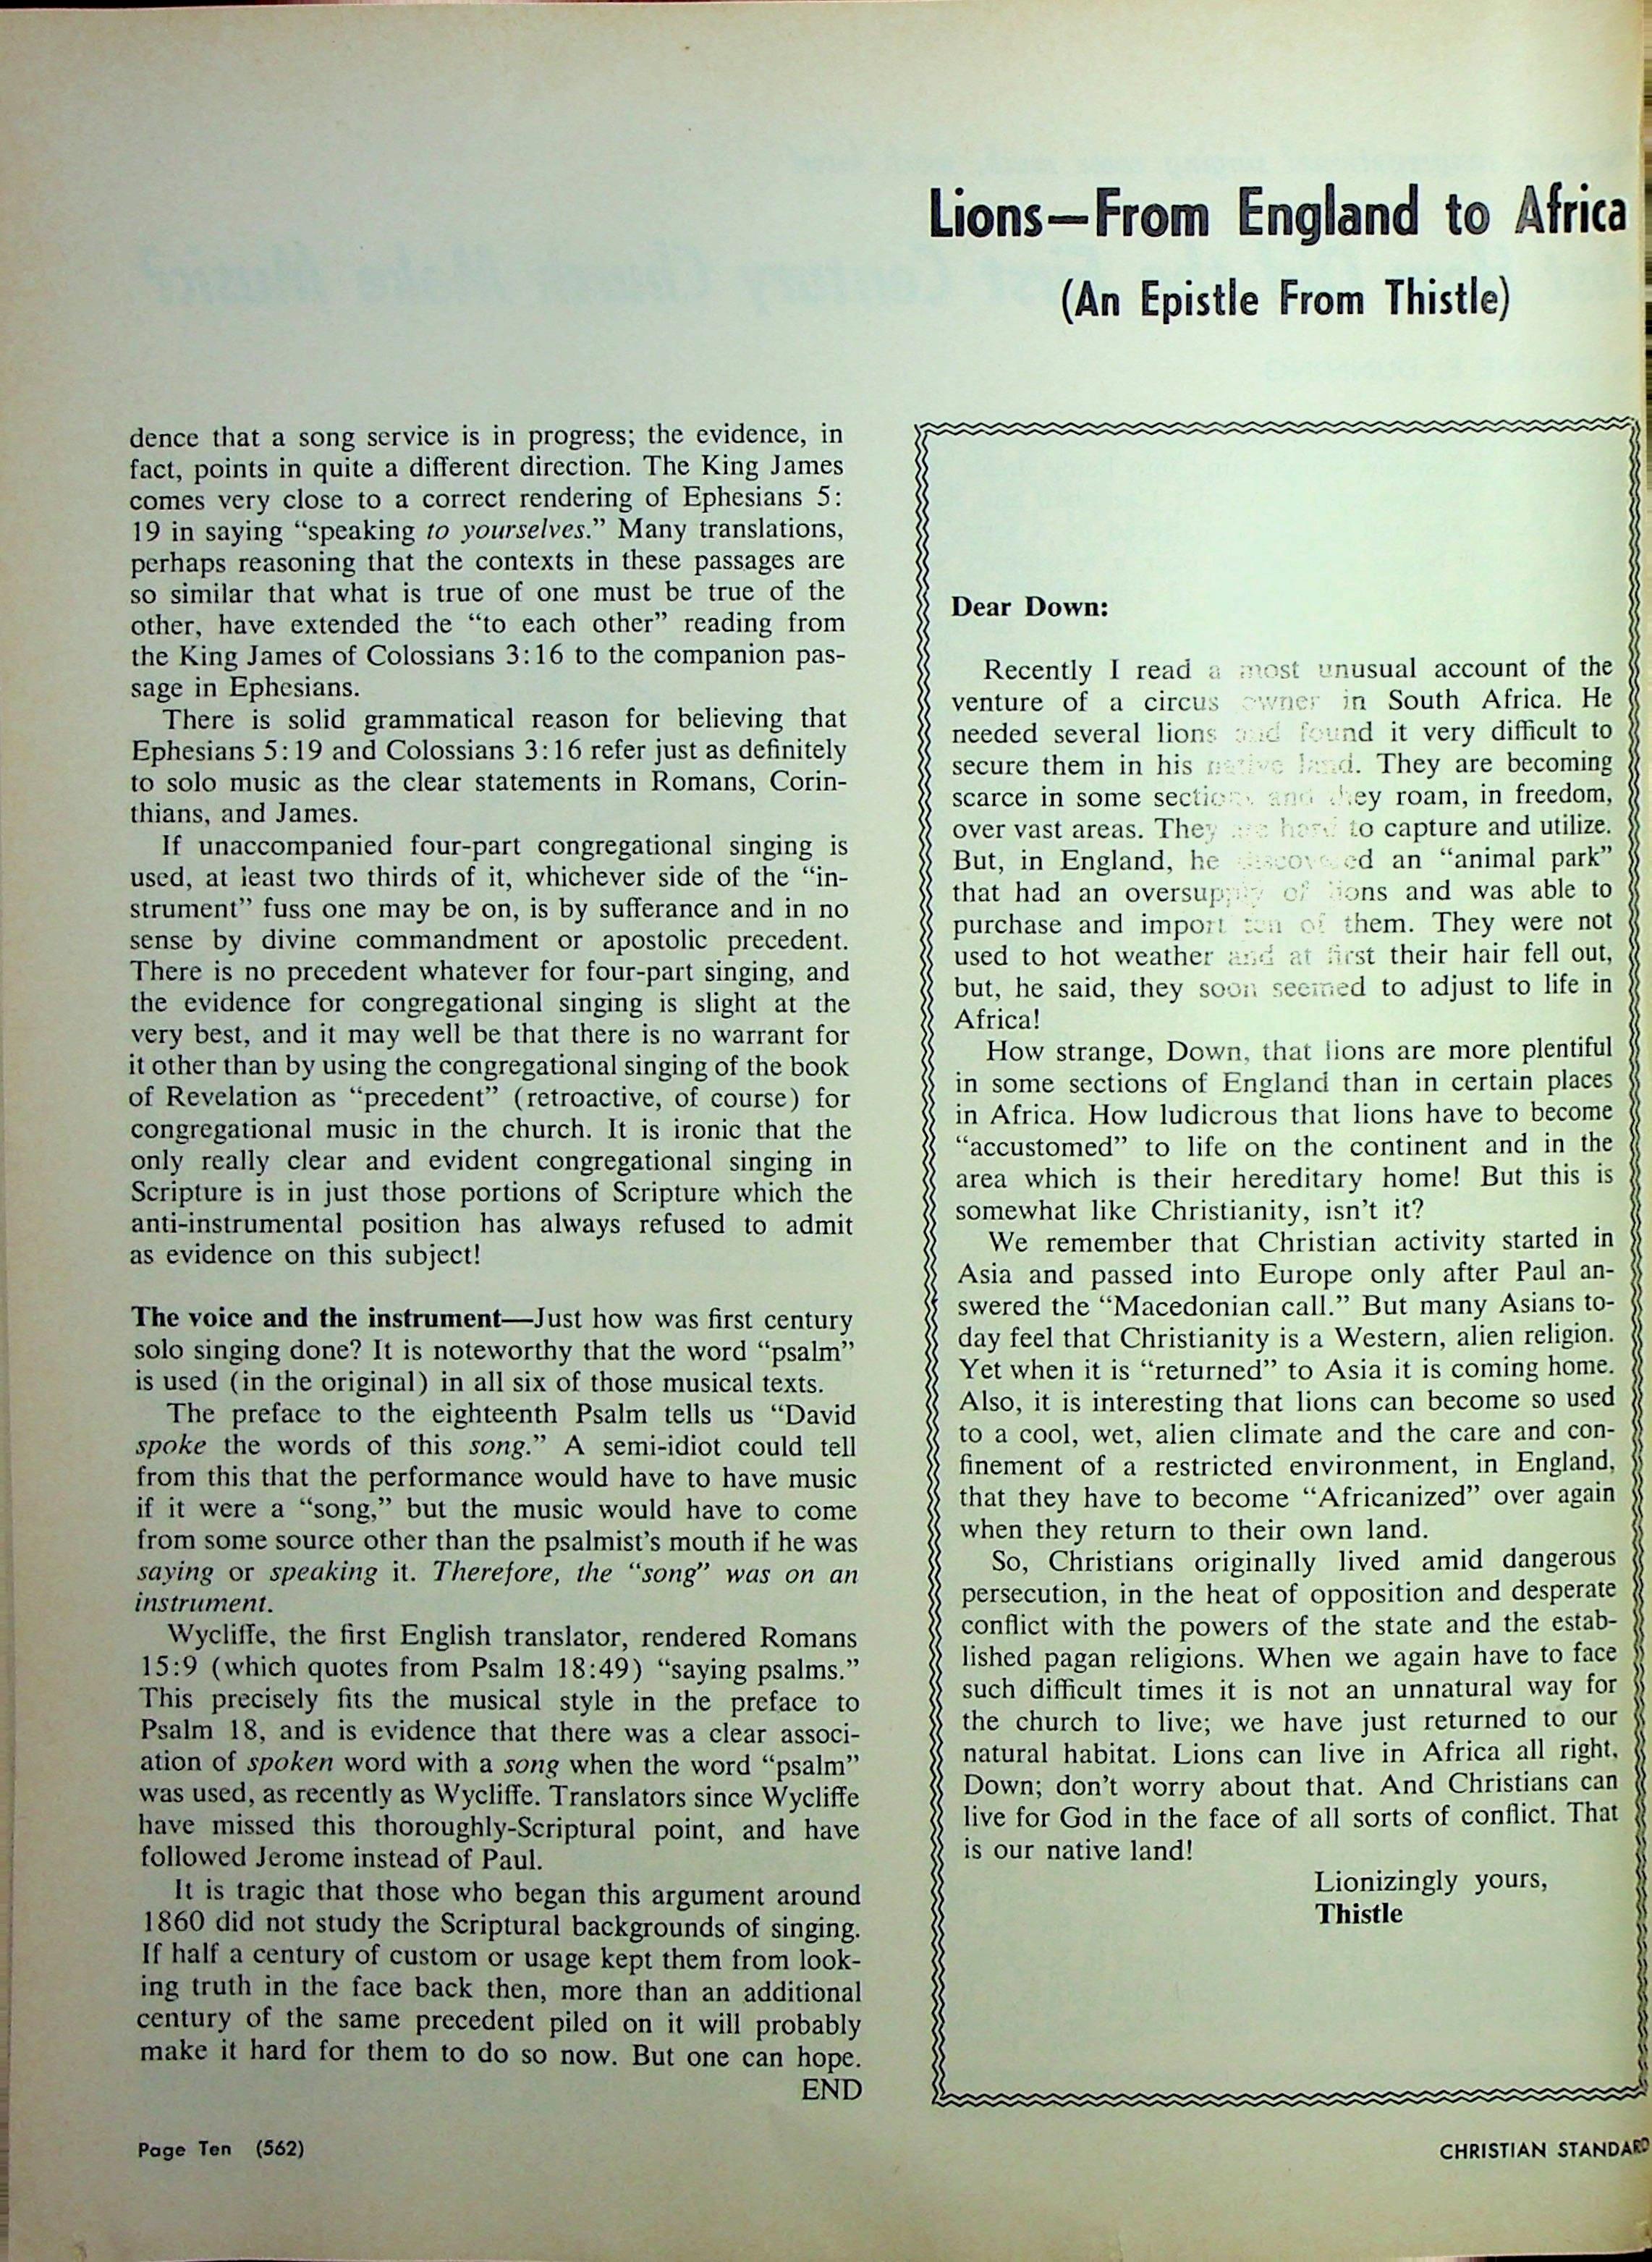 Lions—From England to Africa
(An Epistle From Thistle)
dence that a song service is in progress; the evidence, in
fact, points in quite a different direction. The King James
comes very close to a correct rendering of Ephesians 5:
19 in saying “speaking to yourselves.” Many translations,
perhaps reasoning that the contexts in these passages are
so similar that what is true of one must be true of the
other, have extended the “to each other” reading from
the King James of Colossians 3:16 to the companion pas-
sage in Ephesians.
There is solid grammatical reason for believing that
Ephesians 5:19 and Colossians 3:16 refer just as definitely
to solo music as the clear statements in Romans, Corin-
thians, and James.
If unaccompanied four-part congregational singing is
used, at least two thirds of it, whichever side of the “in-
strument” fuss one may be on, is by sufferance and in no
sense by divine commandment or apostolic precedent.
There is no precedent whatever for four-part singing, and
the evidence for congregational singing is slight at the
very best, and it may well be that there is no warrant for
it other than by using the congregational singing of the book
of Revelation as “precedent” (retroactive, of course) for
congregational music in the church. It is ironic that the
only really clear and evident congregational singing in
Scripture is in just those portions of Scripture which the
anti-instrumental position has always refused to admit
as evidence on this subject!
The voice and the instrument—Just how was first century
solo singing done? It is noteworthy that the word “psalm”
is used (in the original) in all six of those musical texts.
The preface to the eighteenth Psalm tells us “David
spoke the words of this song.” A semi-idiot could tell
from this that the performance would have to have music
if it were a “song,” but the music would have to come
from some source other than the psalmist’s mouth if he was
saying or speaking it. Therefore, the “song” was on an
instrument.
Wycliffe, the first English translator, rendered Romans
15:9 (which quotes from Psalm 18:49) “saying psalms.”
This precisely fits the musical style in the preface to
Psalm 18, and is evidence that there was a clear associ-
ation of spoken word with a song when the word “psalm”
was used, as recently as Wycliffe. Translators since Wycliffe
have missed this thoroughly-Scriptural point, and have
followed Jerome instead of Paul.
It is tragic that those who began this argument around
1860 did not study the Scriptural backgrounds of singing.
If half a century of custom or usage kept them from look-
ing truth in the face back then, more than an additional
century of the same precedent piled on it will probably
make it hard for them to do so now. But one can hope.
END
Dear Down:
Recently I read a most unusual account of the
venture of a circus owner in South Africa. He
needed several lions and found it very difficult to
secure them in his native land. They are becoming
scarce in some sections and they roam, in freedom,
over vast areas. They are hard to capture and utilize.
But, in England, he discovered an “animal park”
that had an oversupply of lions and was able to
purchase and import ten of them. They were not
used to hot weather and at first their hair fell out,
but, he said, they soon seemed to adjust to life in
Africa!
How strange, Down, that lions are more plentiful
in some sections of England than in certain places
in Africa. How ludicrous that lions have to become
“accustomed” to life on the continent and in the
area which is their hereditary home! But this is
somewhat like Christianity, isn’t it?
We remember that Christian activity started in
Asia and passed into Europe only after Paul an-
swered the “Macedonian call.” But many Asians to-
day feel that Christianity is a Western, alien religion.
Yet when it is “returned” to Asia it is coming home.
Also, it is interesting that lions can become so used
to a cool, wet, alien climate and the care and con-
finement of a restricted environment, in England,
that they have to become “Africanized” over again
when they return to their own land.
So, Christians originally lived amid dangerous
persecution, in the heat of opposition and desperate
conflict with the powers of the state and the estab-
lished pagan religions. When we again have to face
such difficult times it is not an unnatural way for
the church to live; we have just returned to our
natural habitat. Lions can live in Africa all right,
Down; don’t worry about that. And Christians can
live for God in the face of all sorts of conflict. That
is our native land!
Lionizingly yours,
Thistle
Page Ten (562)
CHRISTIAN STANDARD